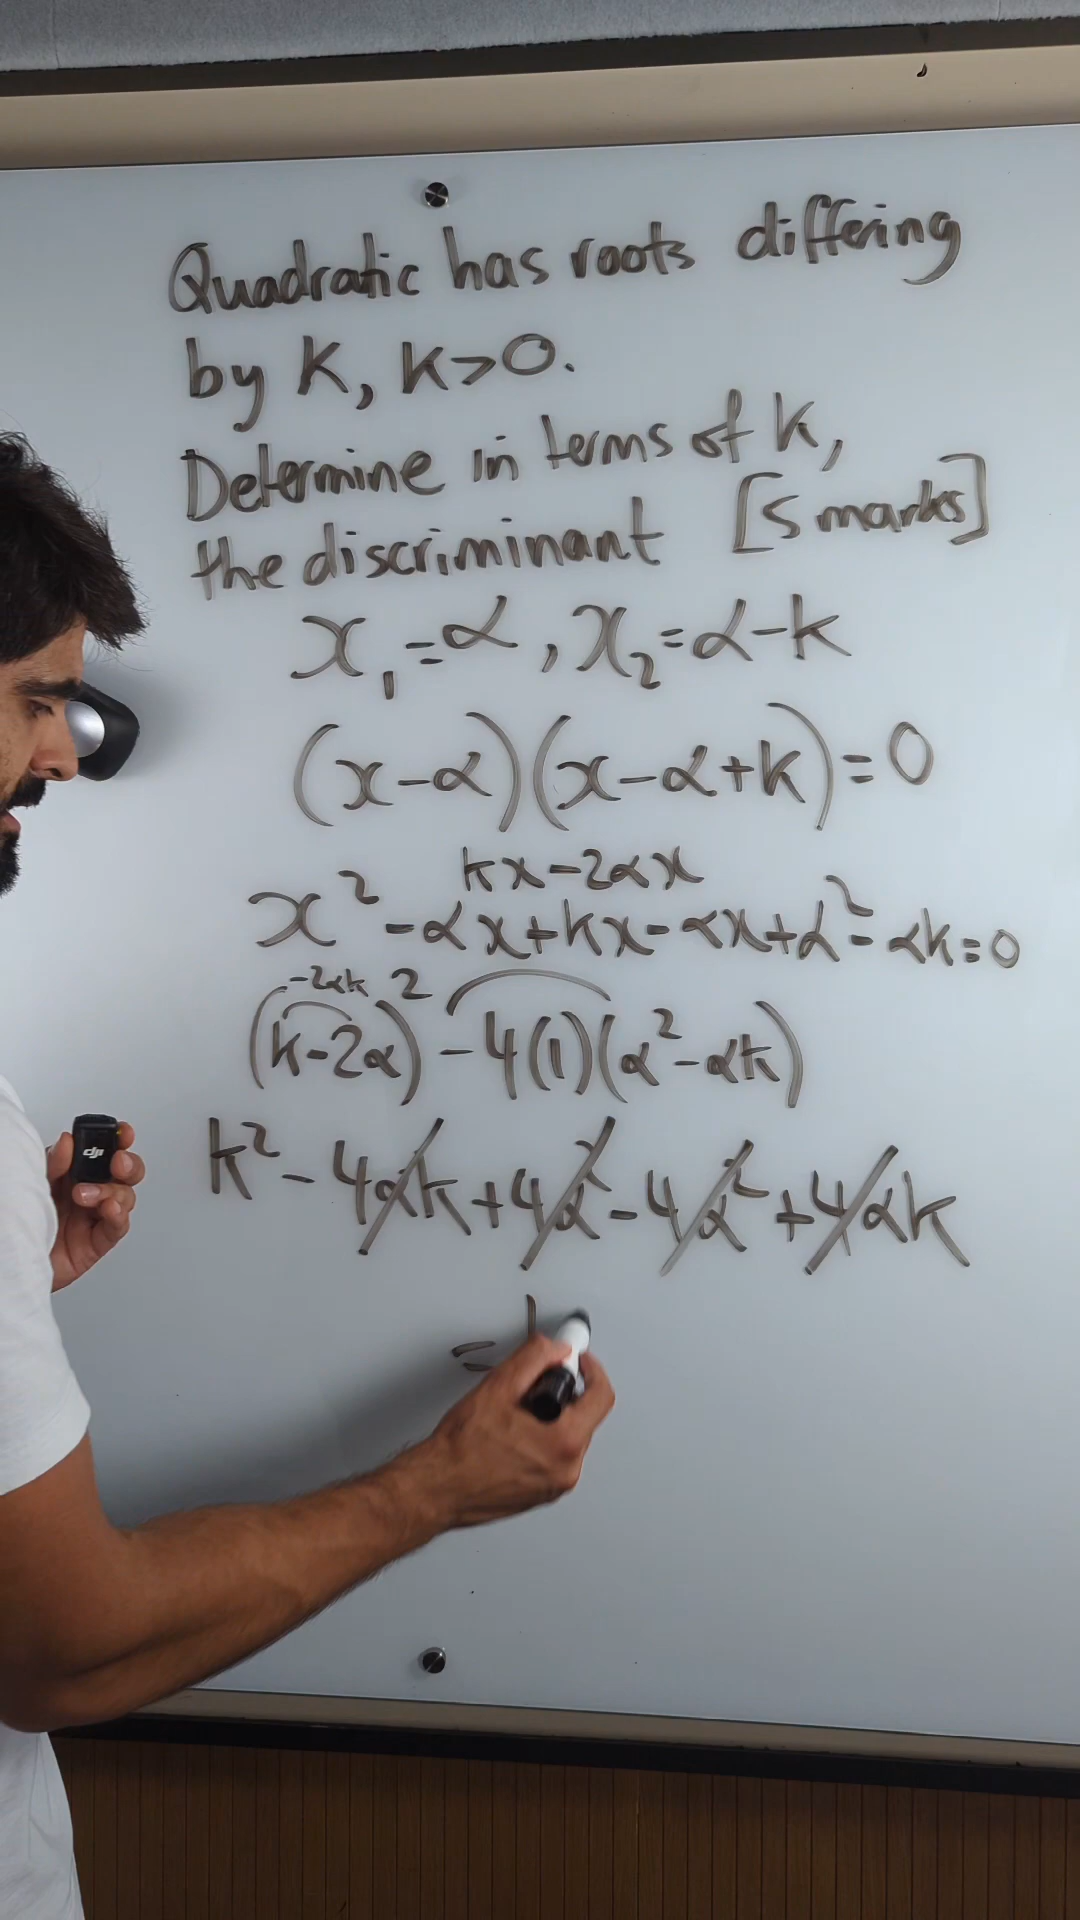 Quadratic has roots differing
by K, K>0.
Determine in terms of K,
the discriminant [5 marks]
x₁=α, x₂=α-k
(x-α)(x-α+k)=0
kx-2αx
x²-αx+kx-αx+α²-αk=0
-2αk
(k-2α)²-4(1)(α²-αk)
dji
k²-4αk+4α²-4α²+4αk
=